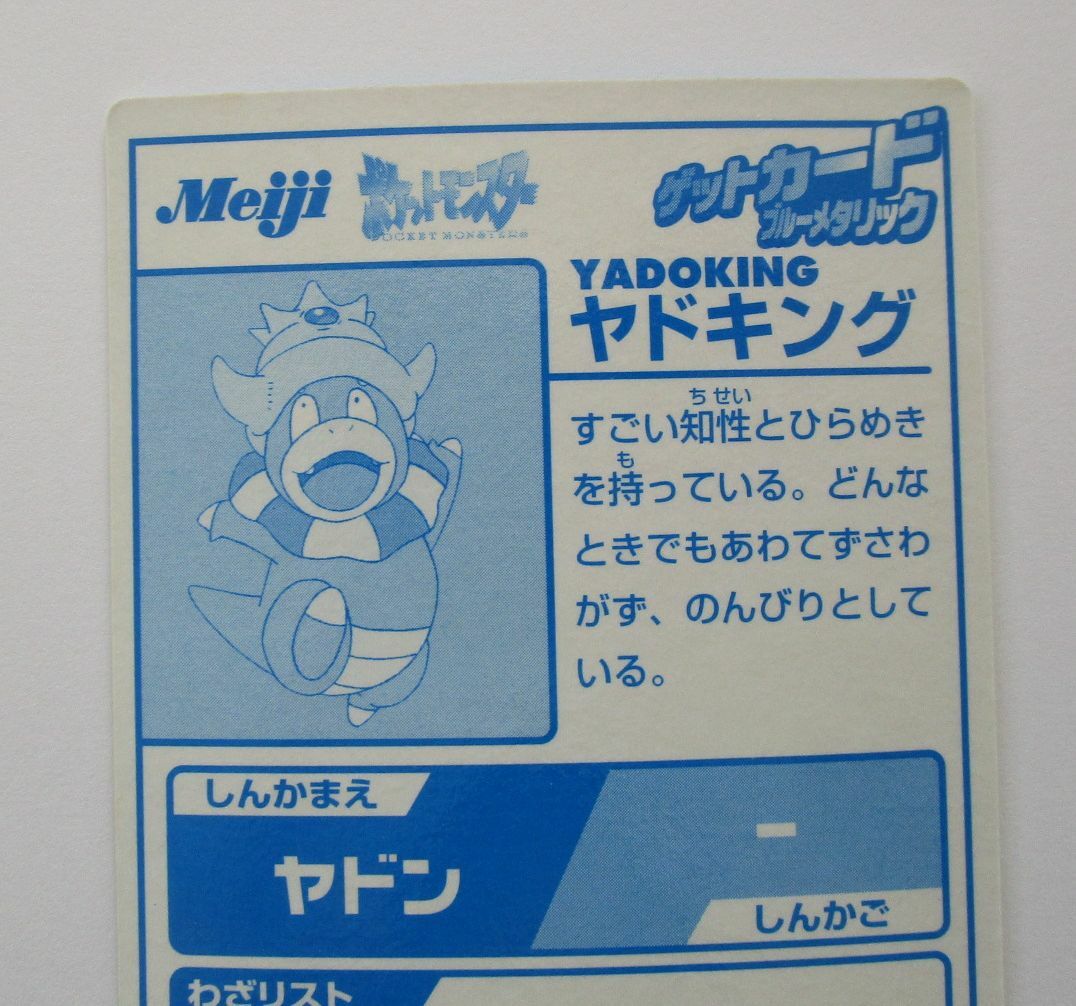 Meiji
ポケットモンスター
POCKET MONSTERS
ゲットカード
ブルーメタリック
YADOKING
ヤドキング
ちせい
すごい知性とひらめき
も
を持っている。どんな
ときでもあわてずさわ
がず、のんびりとして
いる。
しんかまえ
ヤドン
-
しんかご
わざリスト